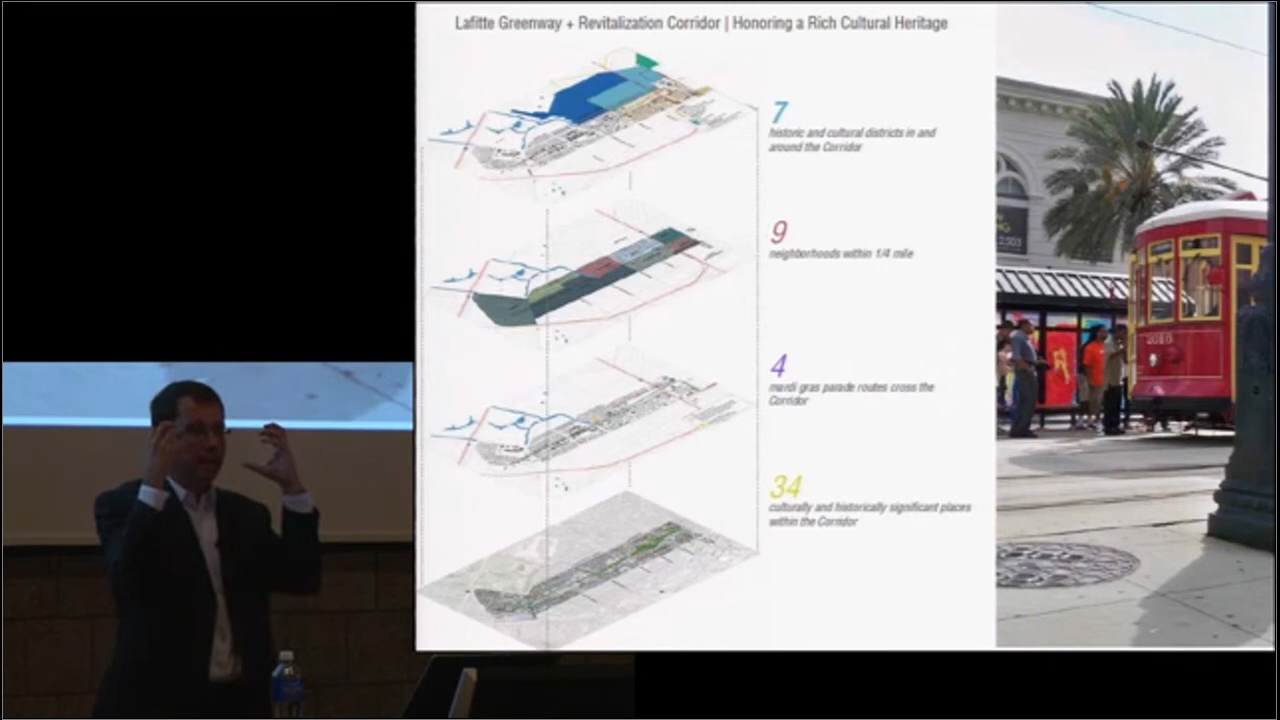 Lafitte Greenway + Revitalization Corridor | Honoring a Rich Cultural Heritage
7
historic and cultural districts in and
around the Corridor
9
neighborhoods within 1/4 mile
4
mardi gras parade routes cross the
Corridor
34
culturally and historically significant places
within the Corridor
2010